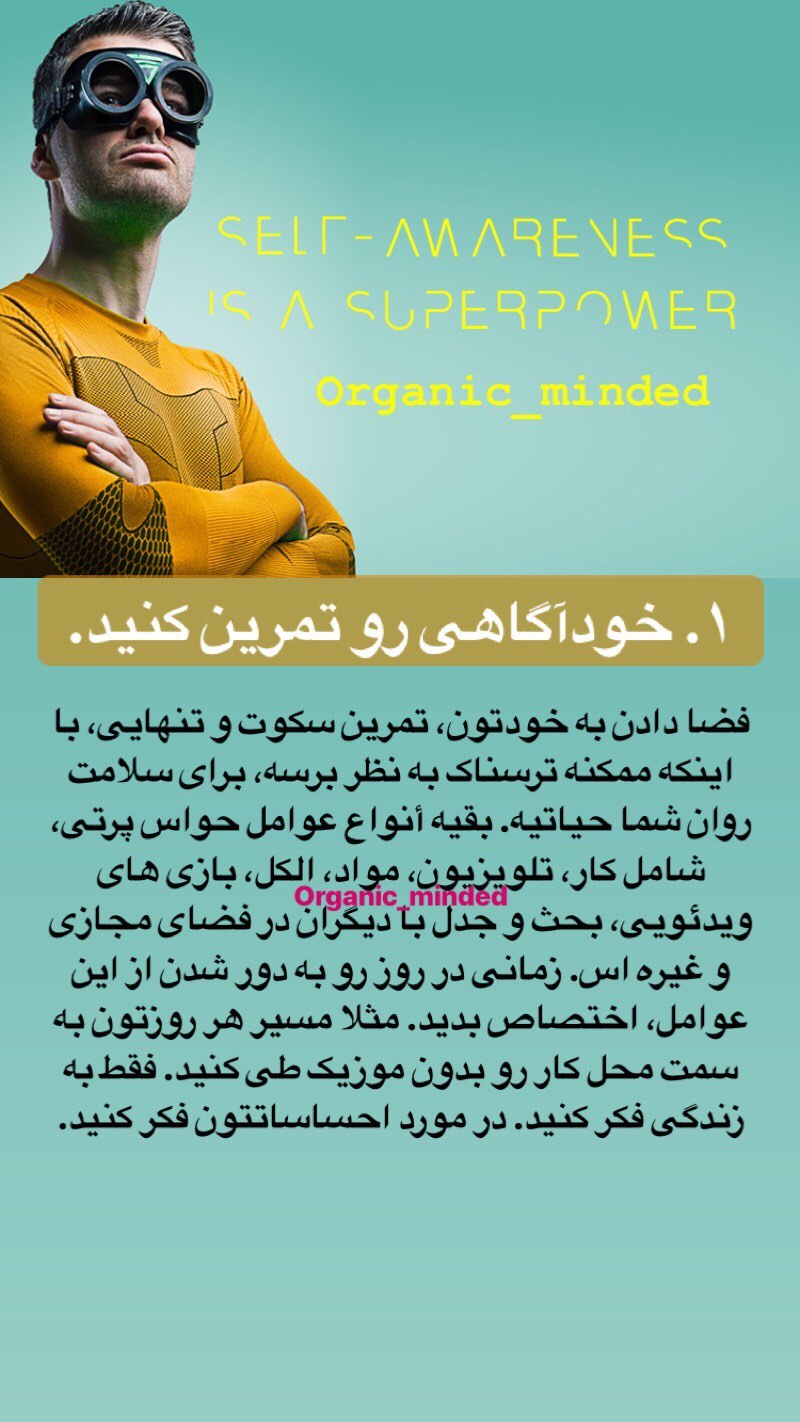 SELF-AWARENESS
IS A SUPERPOWER
Organic_minded
۱. خودآگاهی رو تمرین کنید.
فضا دادن به خودتون، تمرین سکوت و تنهایی، با
اینکه ممکنه ترسناک به نظر برسه، برای سلامت
روان شما حیاتیه. بقیه أنواع عوامل حواس پرتی،
شامل کار، تلویزیون، مواد، الکل، بازی های
Organic_minded
ویدئویی، بحث و جدل با دیگران در فضای مجازی
و غیره اس. زمانی در روز رو به دور شدن از این
عوامل، اختصاص بدید. مثلا مسیر هر روزتون به
سمت محل کار رو بدون موزیک طی کنید. فقط به
زندگی فکر کنید. در مورد احساساتتون فکر کنید.